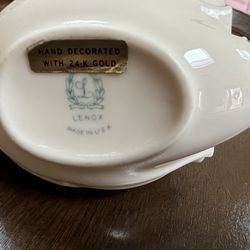 HAND DECORATED
WITH 24-K GOLD
L
LENOX
MADE IN U.S.A.